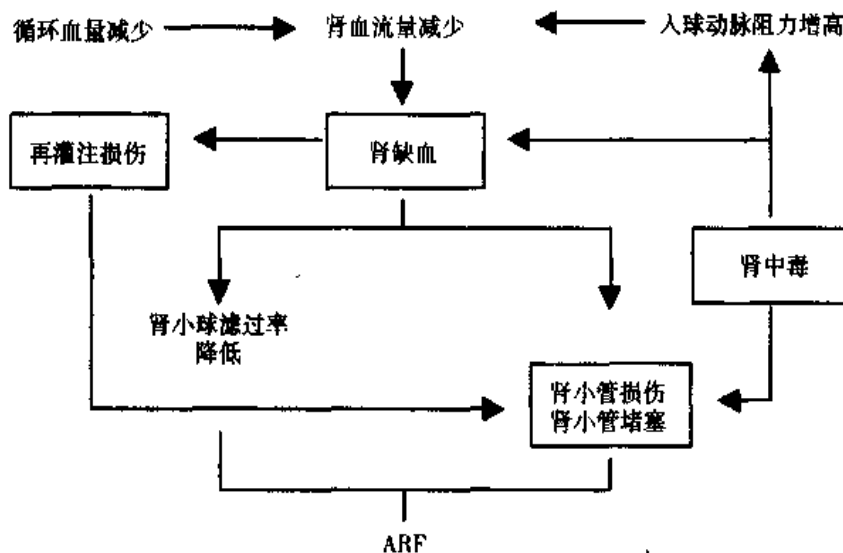 循环血量减少
肾血流量减少
入球动脉阻力增高
再灌注损伤
肾缺血
肾中毒
肾小球滤过率
降低
肾小管损伤
肾小管堵塞
ARF